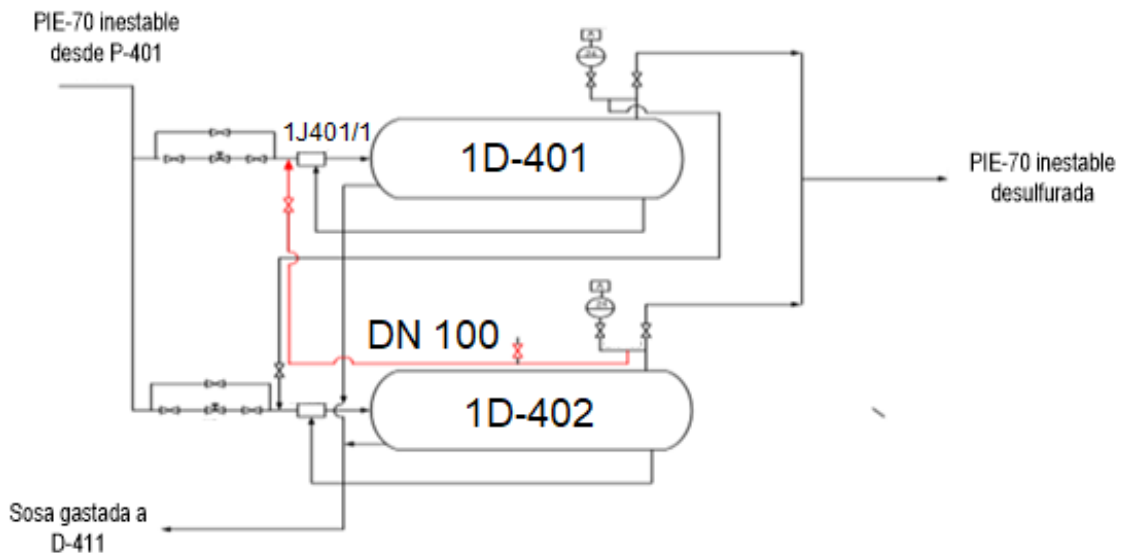 PIE-70 inestable
desde P-401
1J401/1
1D-401
PIE-70 inestable
desulfurada
DN 100
1D-402
Sosa gastada a
D-411